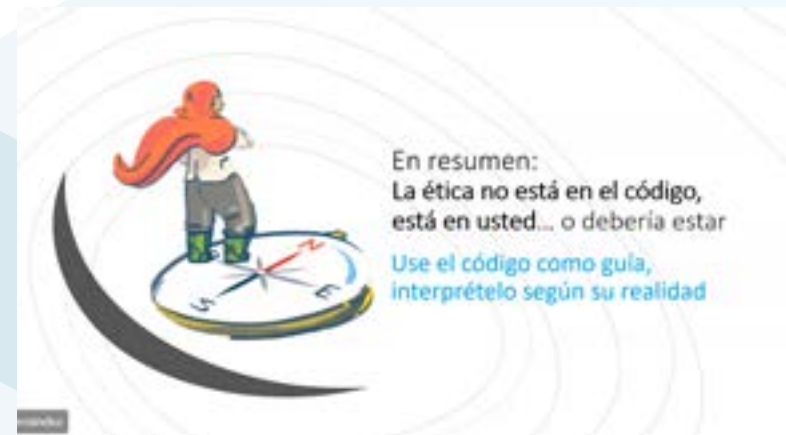 En resumen:
La ética no está en el código,
está en usted... o debería estar
Use el código como guía,
interprételo según su realidad
N
E
S